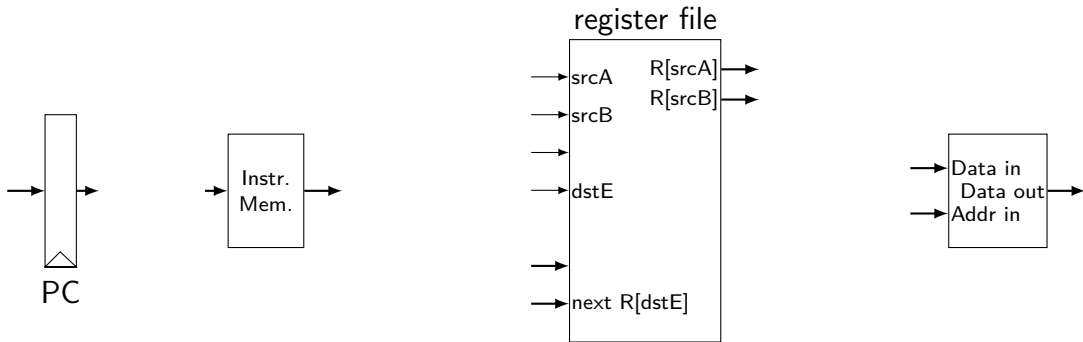 register file
srcA
R[srcA]
R[srcB]
srcB
dstE
next R[dstE]
PC
Instr.
Mem.
Data in
Data out
Addr in